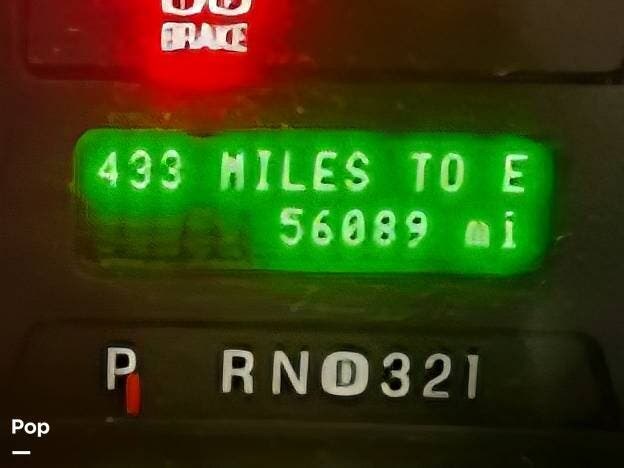 BRAKE
433 MILES TO E
56089 mi
P RND321
Pop